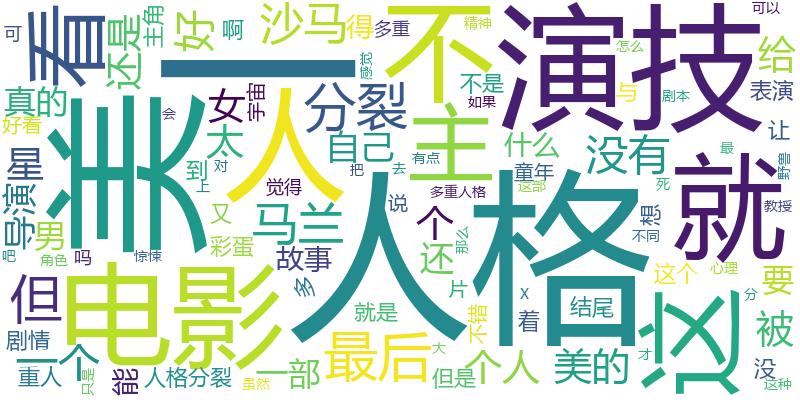 可 看 还是 主角 好 啊 沙马 得 多重 不 精神 怎么 演技 可以 给
一 感觉
真的 女 宇宙 分裂 不是 如果 与 剧本 表演
好看 美 会 人 主 让
太 自己 什么 没有 就 野兽
导演 星 到 对 上 觉得 把 去 有点 童年 这部 最
男 又 马兰 说 多重人格 个 人格 死 想 教授
吧 角色 吗 惊悚 彩蛋 故事 还 那么 不同
但 电影 多 片 这个 心理 要
剧情 就是 x 着 结尾 这 分 被
一个 最后 不错 才 没
重人 只是 能 人格分裂 虽然 一部 但是 大 个人 美的 这种